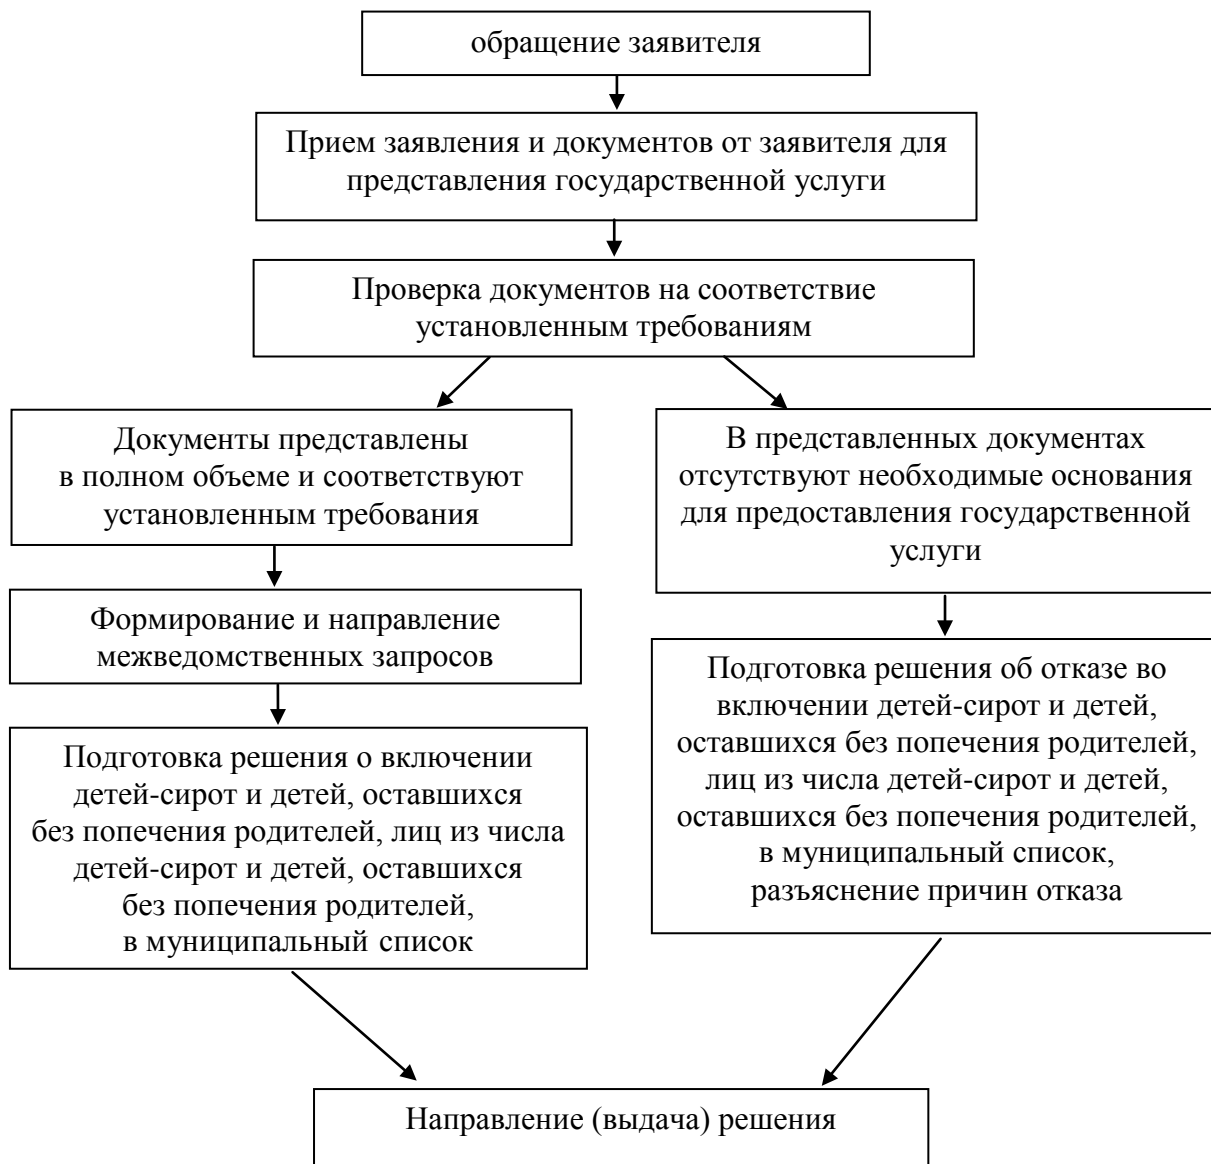 обращение заявителя
Прием заявления и документов от заявителя для
представления государственной услуги
Проверка документов на соответствие
установленным требованиям
Документы представлены
в полном объеме и соответствуют
установленным требования
В представленных документах
отсутствуют необходимые основания
для предоставления государственной
услуги
Формирование и направление
межведомственных запросов
Подготовка решения об отказе во
включении детей-сирот и детей,
оставшихся без попечения родителей,
лиц из числа детей-сирот и детей,
оставшихся без попечения родителей,
в муниципальный список,
разъяснение причин отказа
Подготовка решения о включении
детей-сирот и детей, оставшихся
без попечения родителей, лиц из числа
детей-сирот и детей, оставшихся
без попечения родителей,
в муниципальный список
Направление (выдача) решения